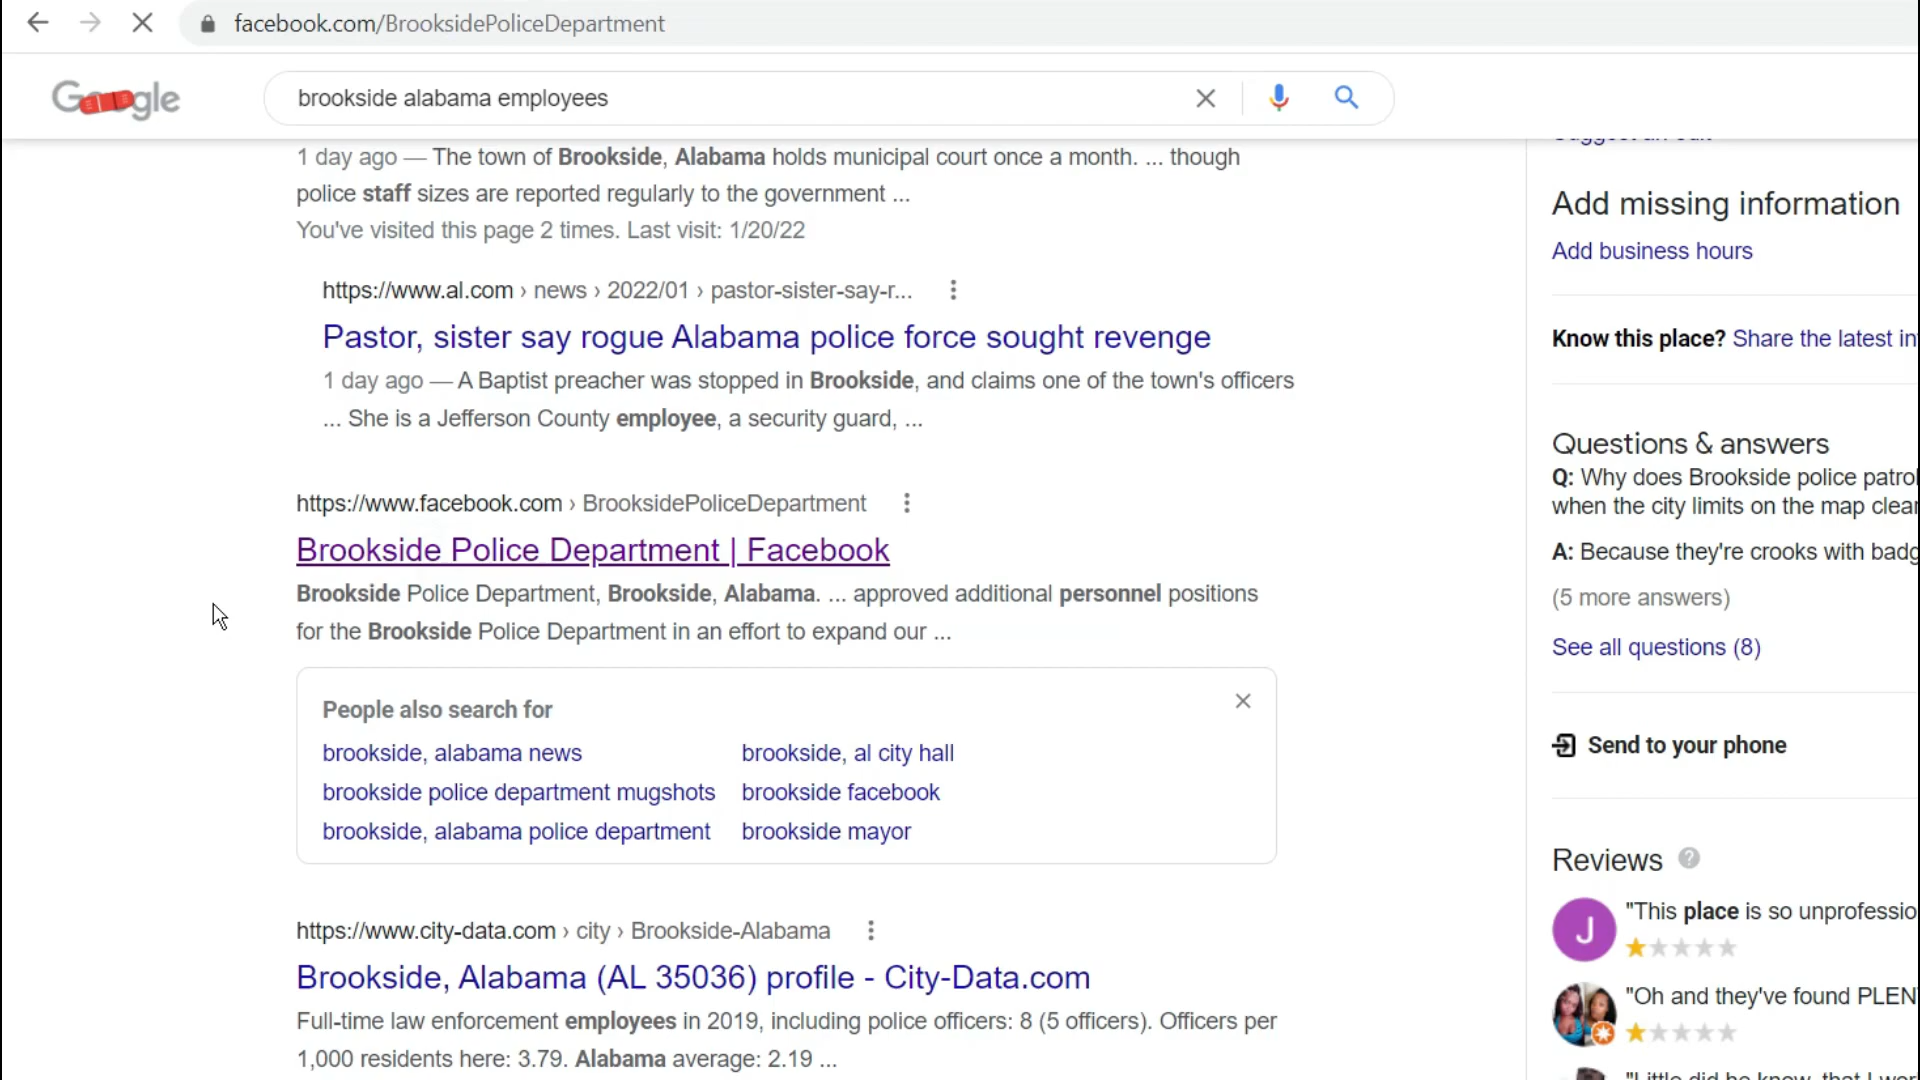 facebook.com/BrooksidePoliceDepartment
Google
brookside alabama employees
1 day ago — The town of Brookside, Alabama holds municipal court once a month. ... though
police staff sizes are reported regularly to the government ...
You've visited this page 2 times. Last visit: 1/20/22
https://www.al.com › news › 2022/01 › pastor-sister-say-r...
Pastor, sister say rogue Alabama police force sought revenge
1 day ago — A Baptist preacher was stopped in Brookside, and claims one of the town's officers
... She is a Jefferson County employee, a security guard, ...
https://www.facebook.com › BrooksidePoliceDepartment
Brookside Police Department | Facebook
Brookside Police Department, Brookside, Alabama. ... approved additional personnel positions
for the Brookside Police Department in an effort to expand our ...
People also search for
brookside, alabama news
brookside, al city hall
brookside police department mugshots
brookside facebook
brookside, alabama police department
brookside mayor
https://www.city-data.com › city › Brookside-Alabama
Brookside, Alabama (AL 35036) profile - City-Data.com
Full-time law enforcement employees in 2019, including police officers: 8 (5 officers). Officers per
1,000 residents here: 3.79. Alabama average: 2.19 ...
Add missing information
Add business hours
Know this place? Share the latest in
Questions & answers
Q: Why does Brookside police patrol
when the city limits on the map clear
A: Because they're crooks with badg
(5 more answers)
See all questions (8)
Send to your phone
Reviews
J
"This place is so unprofessio
"Oh and they've found PLEN